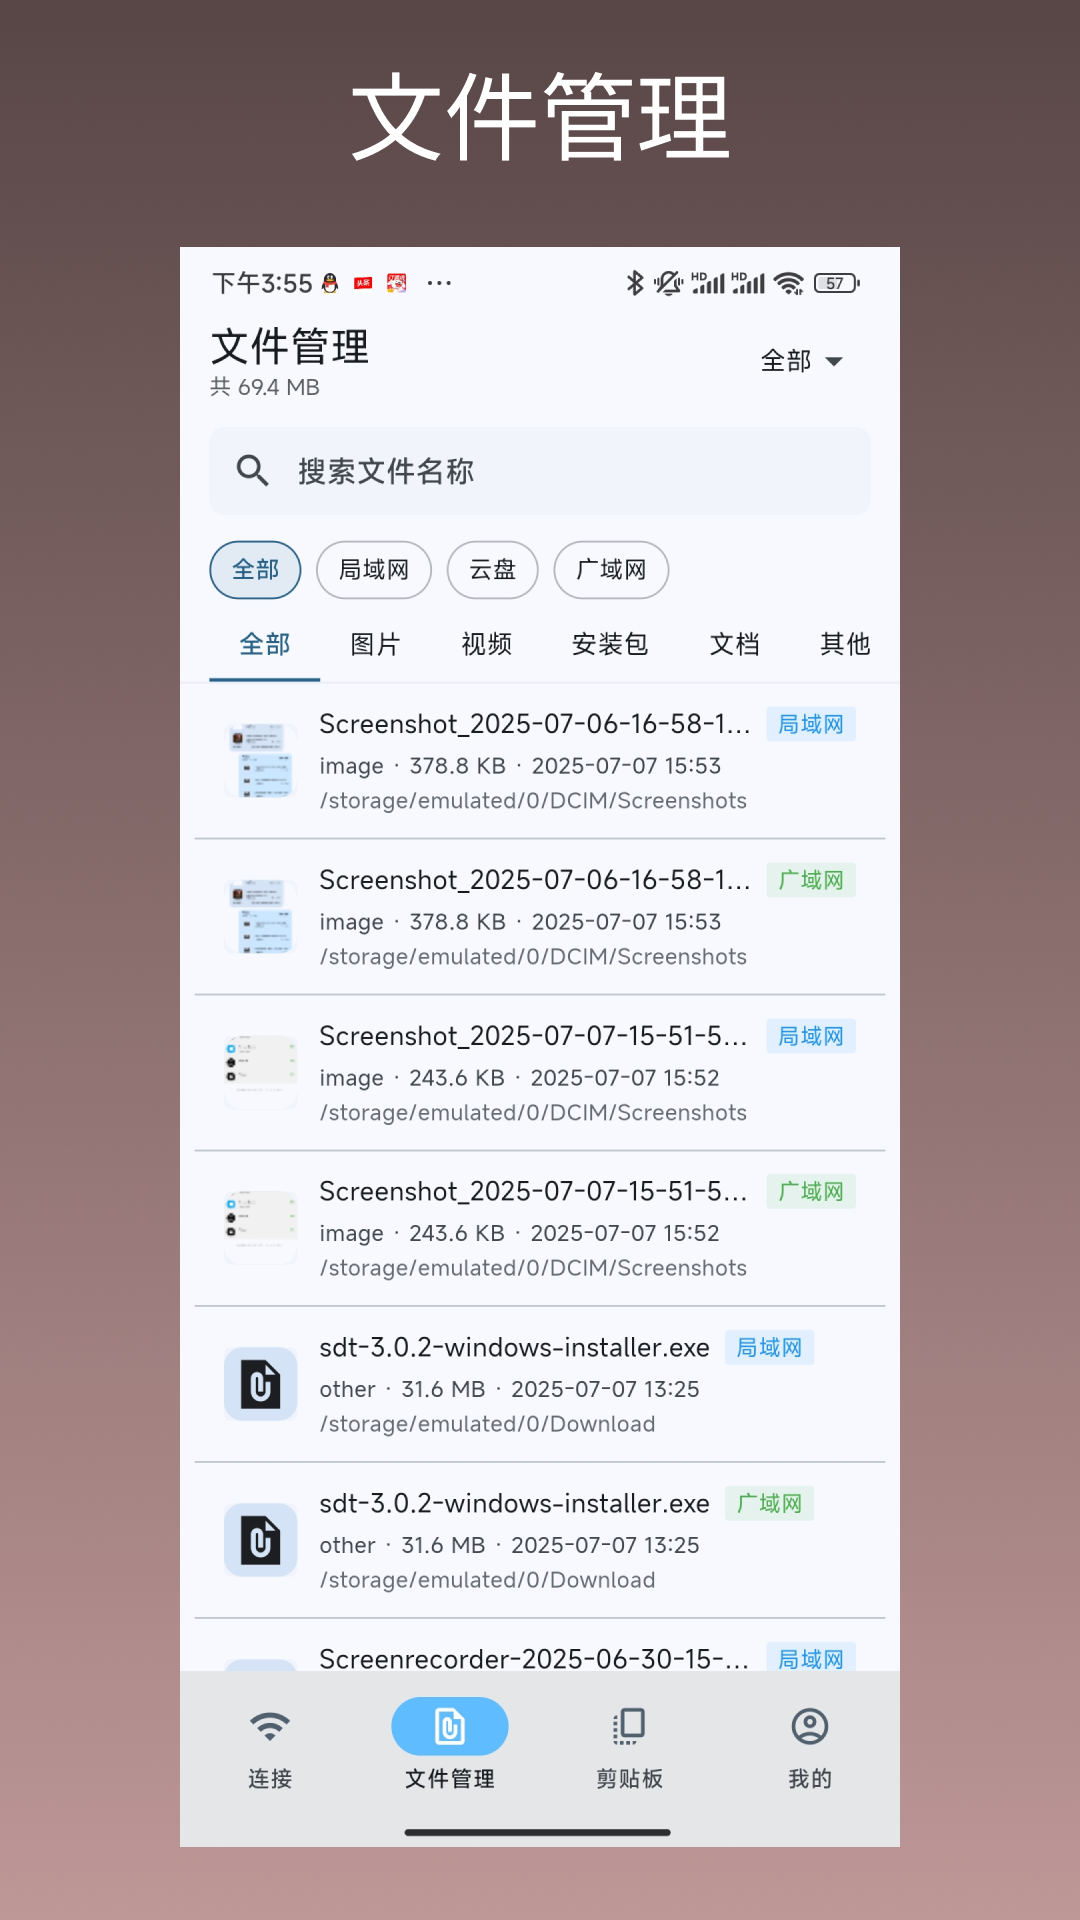 文件管理
下午3:55 头条 ... HD HD 57
文件管理
全部
共 69.4 MB
搜索文件名称
全部 局域网 云盘 广域网
全部 图片 视频 安装包 文档 其他
Screenshot_2025-07-06-16-58-1... 局域网
image · 378.8 KB · 2025-07-07 15:53
/storage/emulated/0/DCIM/Screenshots
Screenshot_2025-07-06-16-58-1... 广域网
image · 378.8 KB · 2025-07-07 15:53
/storage/emulated/0/DCIM/Screenshots
Screenshot_2025-07-07-15-51-5... 局域网
image · 243.6 KB · 2025-07-07 15:52
/storage/emulated/0/DCIM/Screenshots
Screenshot_2025-07-07-15-51-5... 广域网
image · 243.6 KB · 2025-07-07 15:52
/storage/emulated/0/DCIM/Screenshots
sdt-3.0.2-windows-installer.exe 局域网
other · 31.6 MB · 2025-07-07 13:25
/storage/emulated/0/Download
sdt-3.0.2-windows-installer.exe 广域网
other · 31.6 MB · 2025-07-07 13:25
/storage/emulated/0/Download
Screenrecorder-2025-06-30-15-... 局域网
连接 文件管理 剪贴板 我的